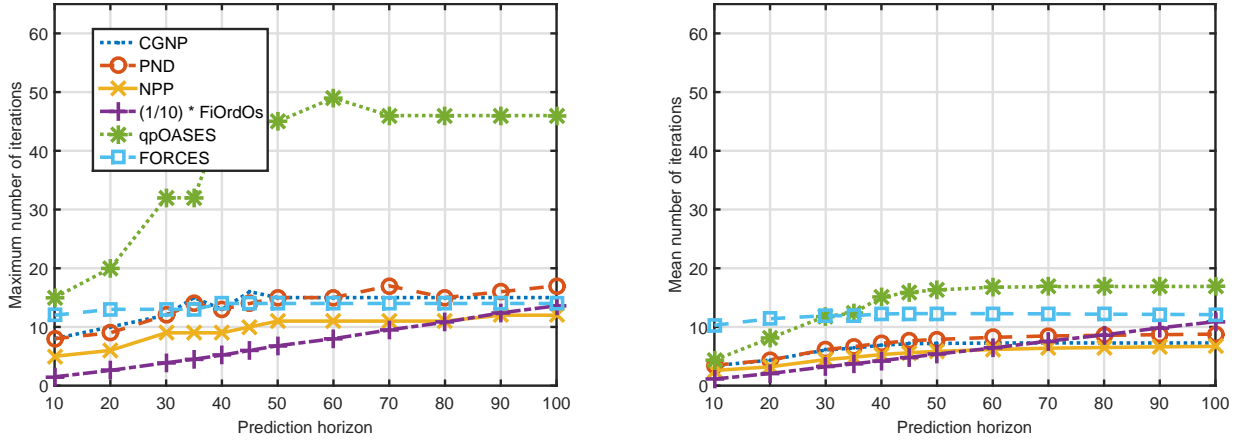 60
50
40
30
20
10
0
Maximum number of iterations
CGNP
PND
NPP
(1/10) * FiOrdOs
qpOASES
FORCES
10 20 30 40 50 60 70 80 90 100
Prediction horizon
60
50
40
30
20
10
0
Mean number of iterations
10 20 30 40 50 60 70 80 90 100
Prediction horizon